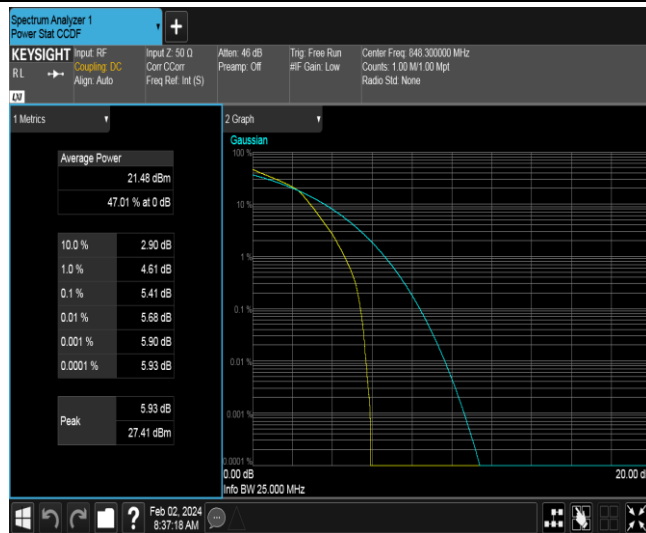 Spectrum Analyzer 1
Power Stat CCDF
+
KEYSIGHT
RL
Input: RF
Coupling: DC
Align: Auto
Input Z: 50 Ω
Corr CCorr
Freq Ref: Int (S)
Atten: 46 dB
Preamp: Off
Trig: Free Run
#IF Gain: Low
Center Freq: 848.300000 MHz
Counts: 1.00 M/1.00 Mpt
Radio Std: None
1 Metrics
Average Power
21.48 dBm
47.01 % at 0 dB
10.0 % 2.90 dB
1.0 % 4.61 dB
0.1 % 5.41 dB
0.01 % 5.68 dB
0.001 % 5.90 dB
0.0001 % 5.93 dB
Peak
5.93 dB
27.41 dBm
2 Graph
Gaussian
100 %
10 %
1 %
0.1 %
0.01 %
0.001 %
0.0001 %
0.00 dB 20.00 d
Info BW 25.000 MHz
?
Feb 02, 2024
8:37:18 AM